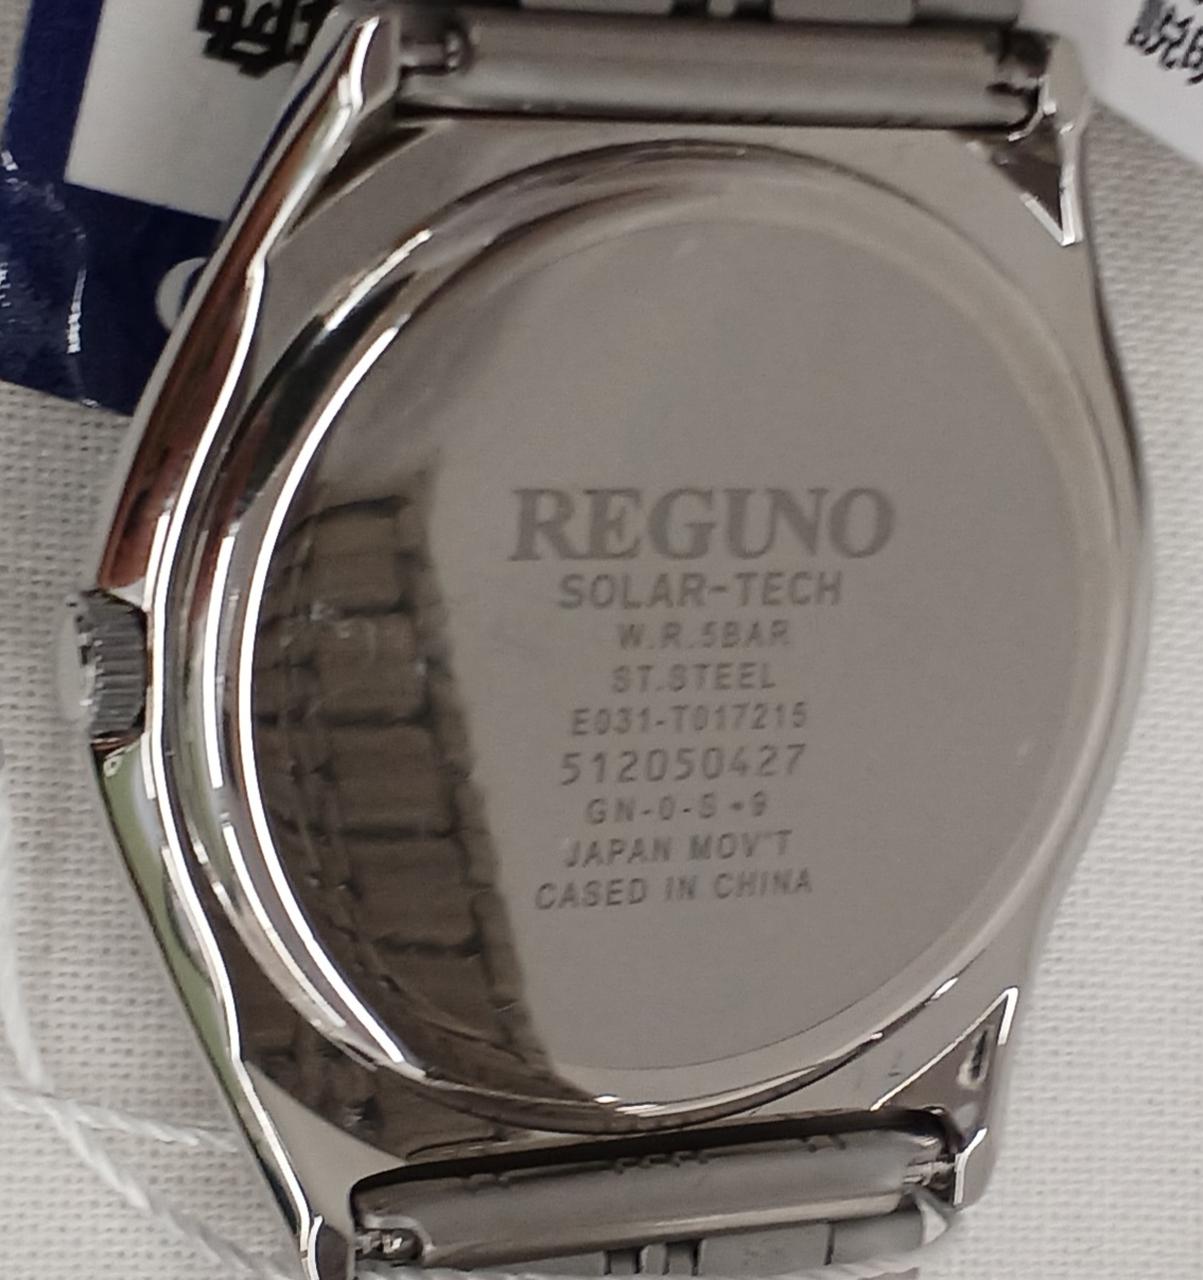 REGUNO
SOLAR-TECH
W.R.5BAR
ST.STEEL
E031-T017215
512050427
GN-0-S+9
JAPAN MOV'T
CASED IN CHINA